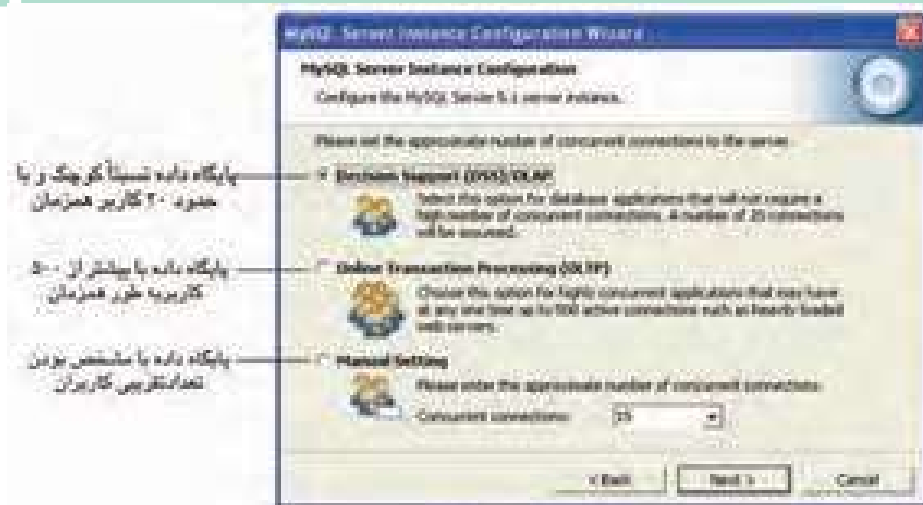 MySQL Server Instance Configuration Wizard
MySQL Server Instance Configuration
Configure the MySQL Server 5.1 server instance.
Please set the approximate number of concurrent connections to the server.
پایگاه داده نسبتاً کوچک و با
حدود ۲۰ کاربر همزمان
Decision Support (DSS)/OLAP
Select this option for database applications that will not require a
high number of concurrent connections. A number of 20 connections
will be assumed.
پایگاه داده با بیشتر از ۵۰۰
کاربربه طور همزمان
Online Transaction Processing (OLTP)
Choose this option for highly concurrent applications that may have
at any one time up to 500 active connections such as heavily loaded
web servers.
پایگاه داده با مشخص بودن
تعدادتقریبی کاربران
Manual Setting
Please enter the approximate number of concurrent connections.
Concurrent connections: 15
< Back
Next >
Cancel